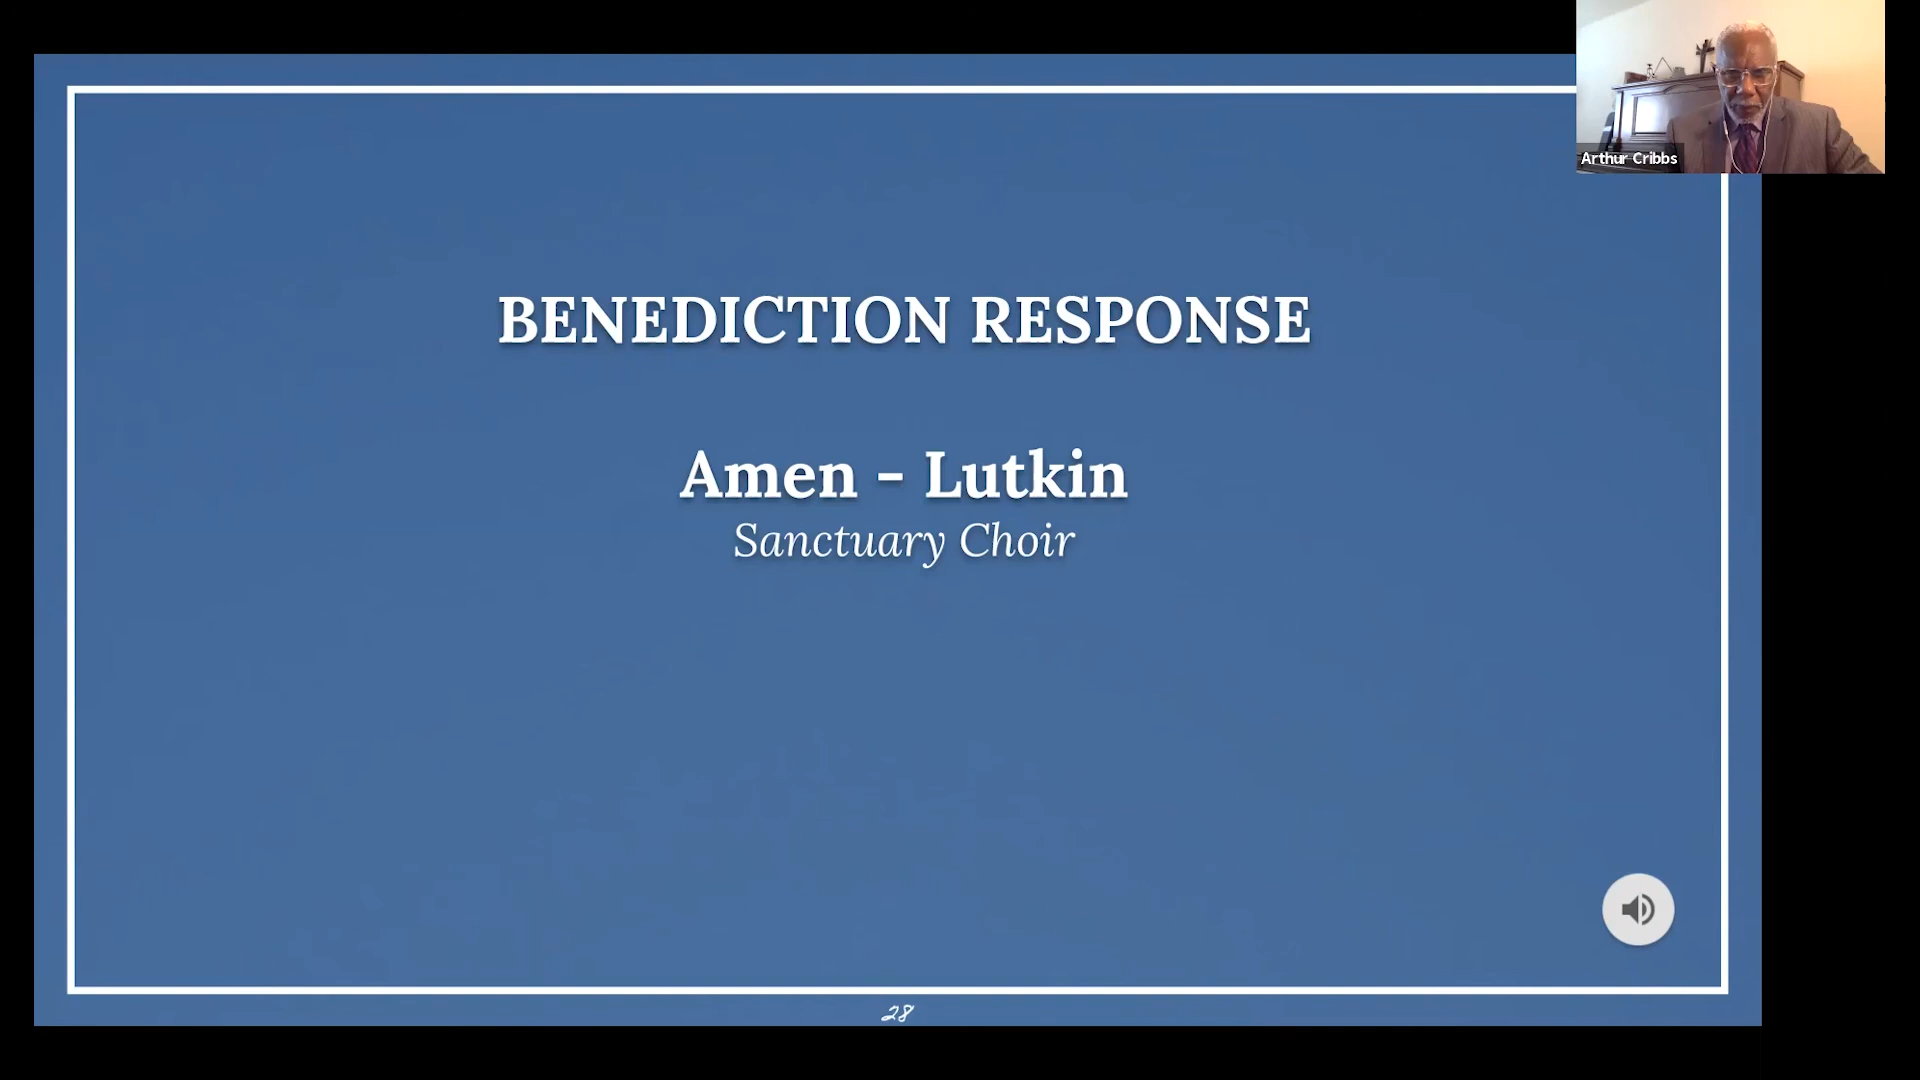 Arthur Cribbs
BENEDICTION RESPONSE
Amen - Lutkin
Sanctuary Choir
28